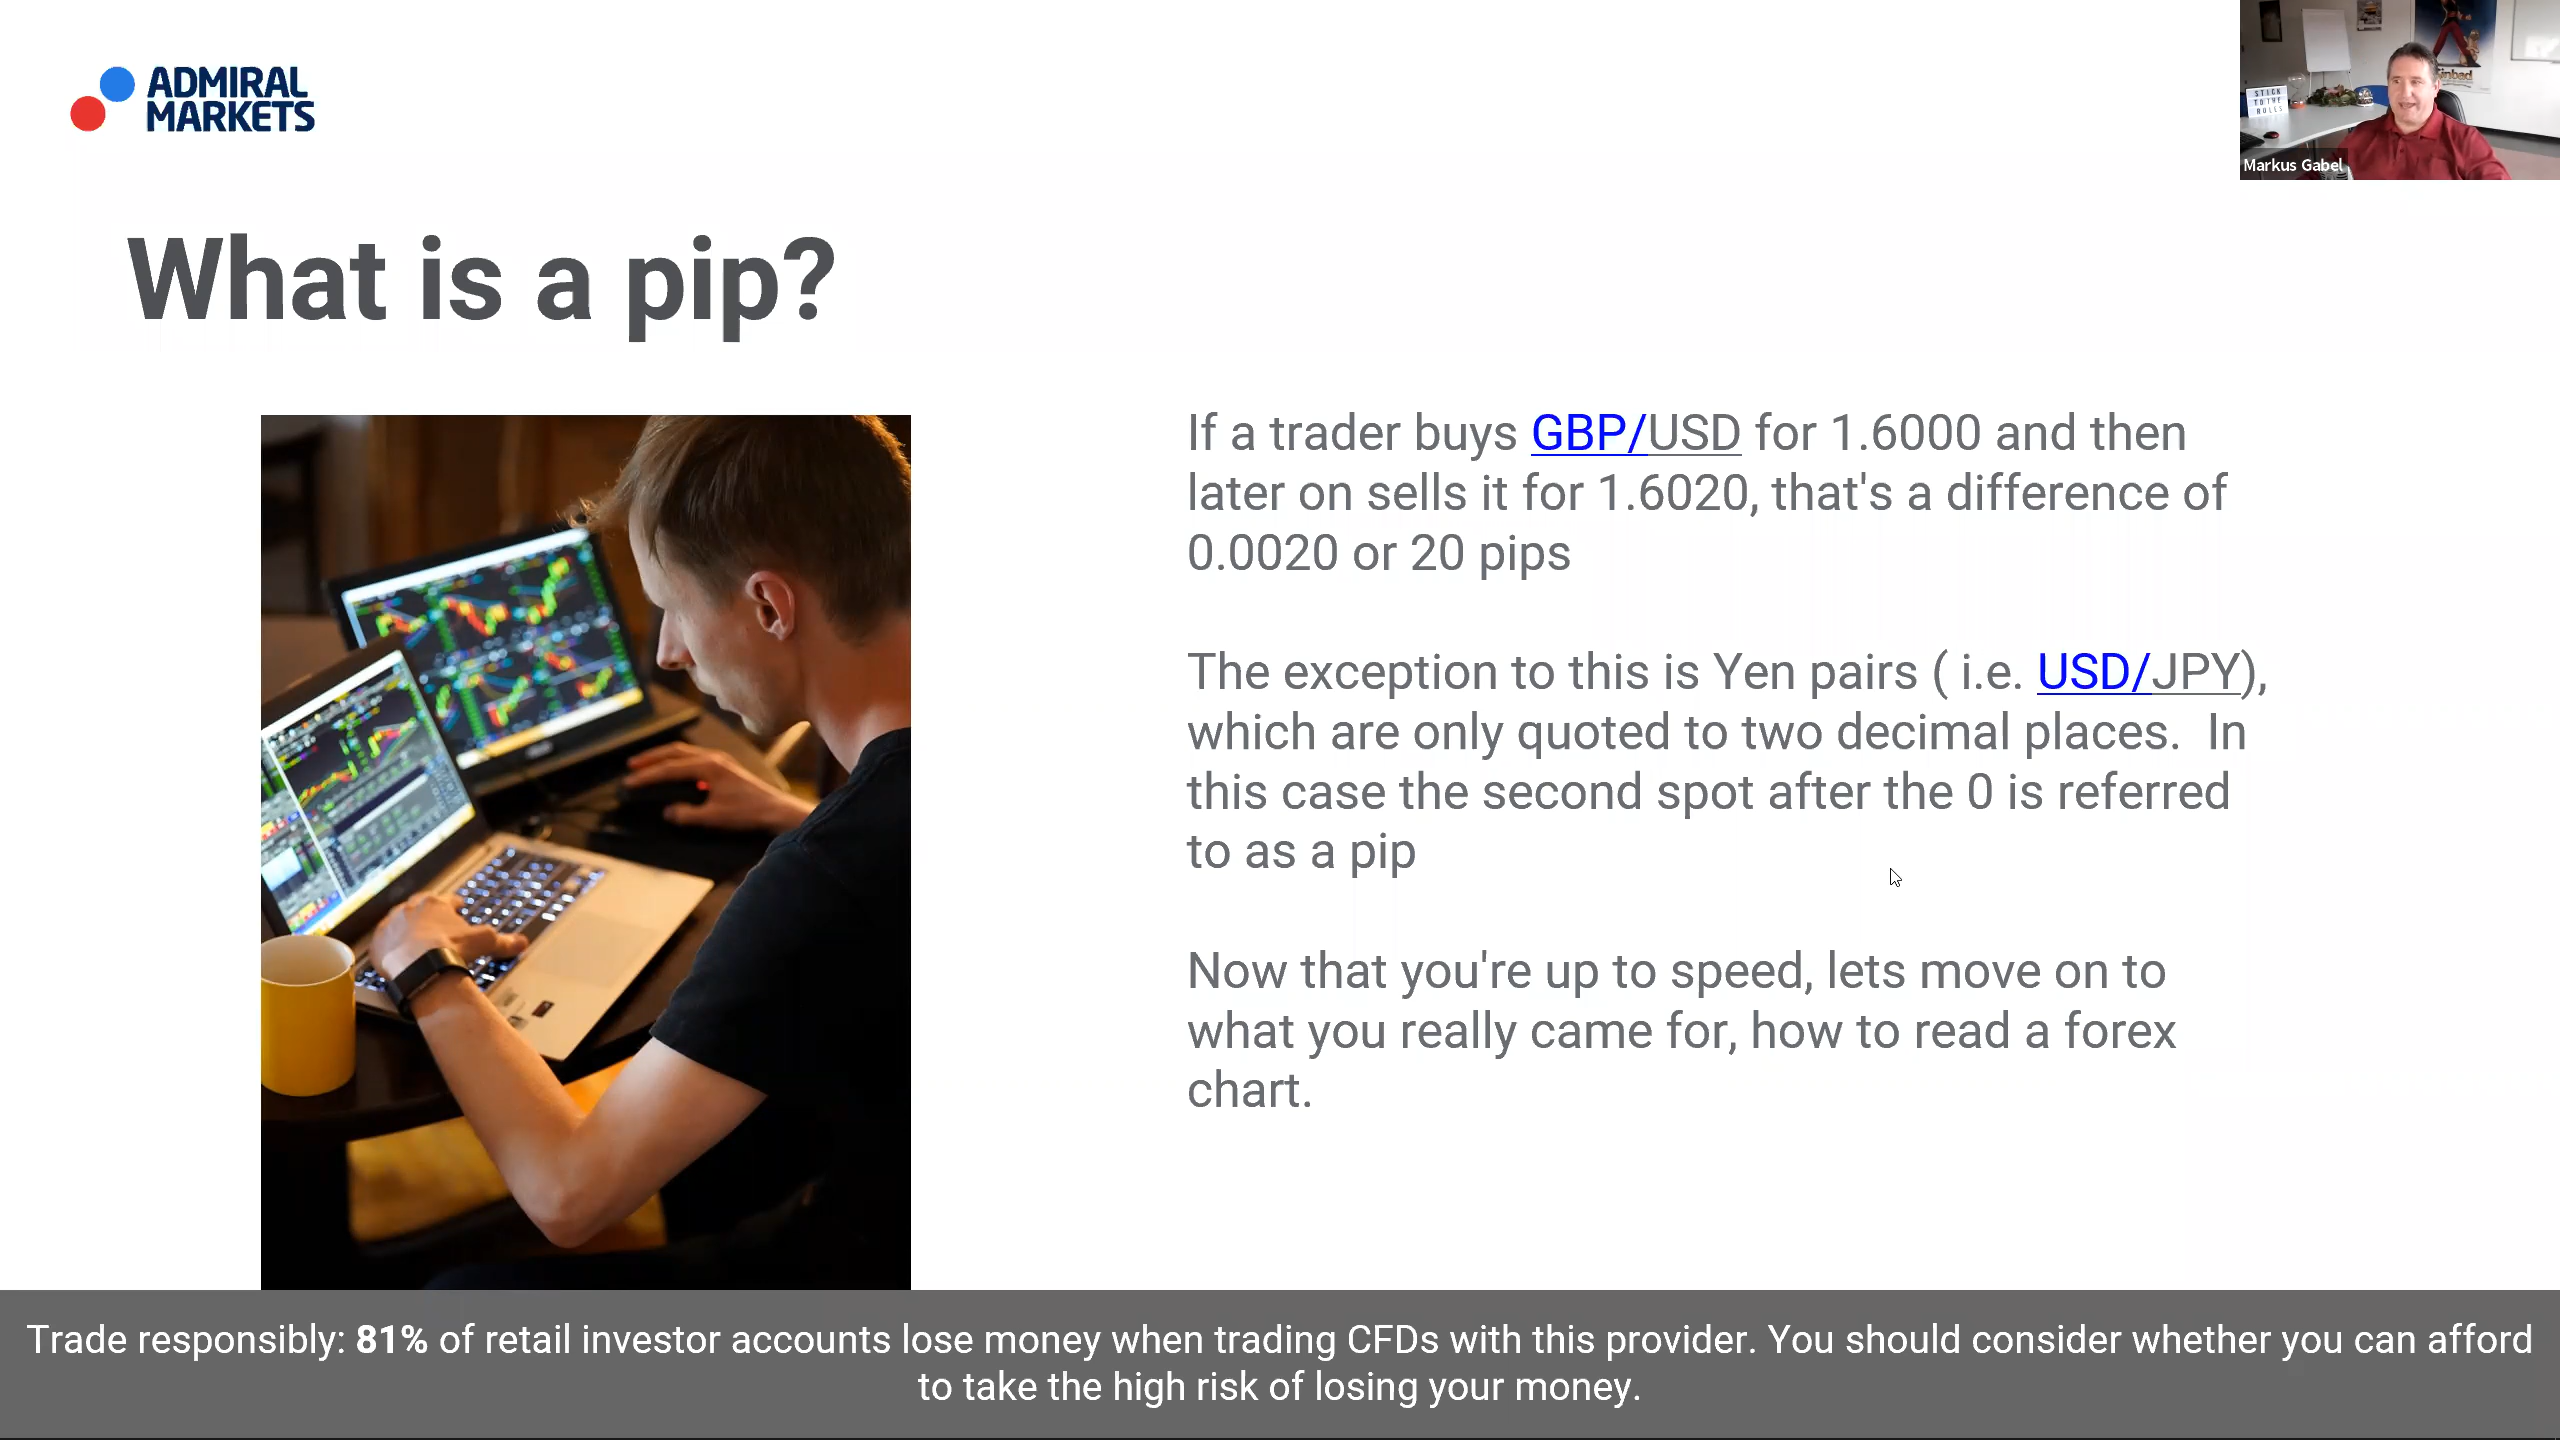 ADMIRAL
MARKETS
Sinbad
STICK
TO THE
RULES
Markus Gabel
What is a pip?
If a trader buys GBP/USD for 1.6000 and then
later on sells it for 1.6020, that's a difference of
0.0020 or 20 pips
The exception to this is Yen pairs ( i.e. USD/JPY),
which are only quoted to two decimal places.  In
this case the second spot after the 0 is referred
to as a pip
Now that you're up to speed, lets move on to
what you really came for, how to read a forex
chart.
Trade responsibly: 81% of retail investor accounts lose money when trading CFDs with this provider. You should consider whether you can afford
to take the high risk of losing your money.